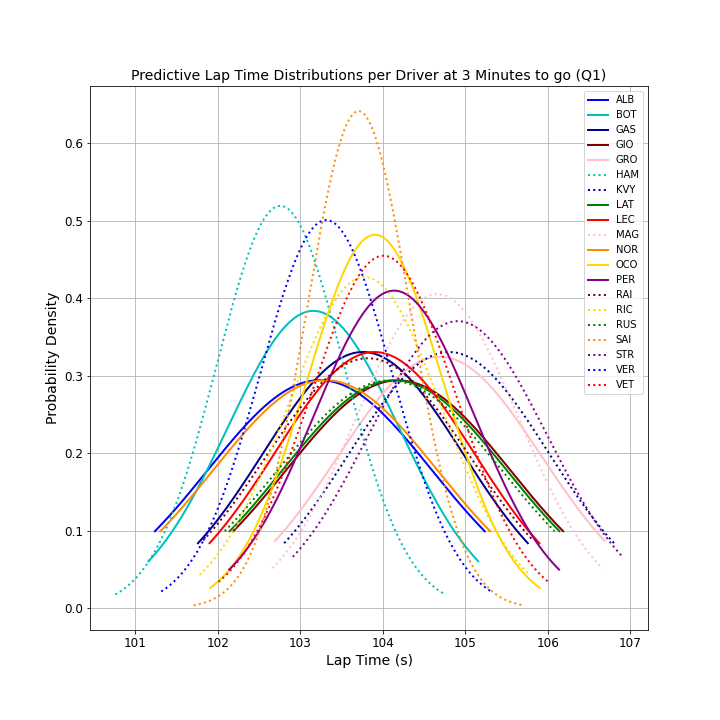 Predictive Lap Time Distributions per Driver at 3 Minutes to go (Q1)
ALB
BOT
GAS
GIO
GRO
HAM
KVY
LAT
LEC
MAG
NOR
OCO
PER
RAI
RIC
RUS
SAI
STR
VER
VET
Probability Density
0.6
0.5
0.4
0.3
0.2
0.1
0.0
101 102 103 104 105 106 107
Lap Time (s)